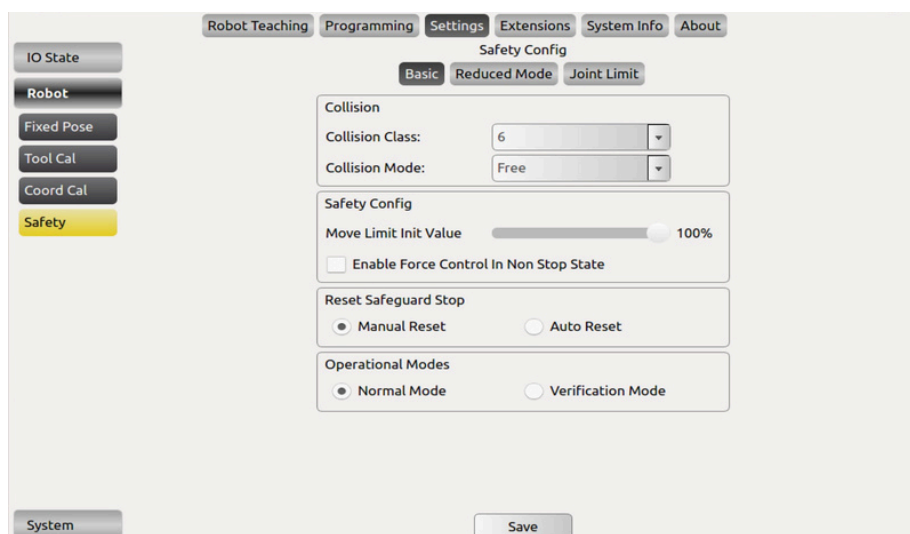 Robot Teaching Programming Settings Extensions System Info About
Safety Config
IO State
Basic Reduced Mode Joint Limit
Robot
Collision
Fixed Pose
Collision Class: 6
Tool Cal
Collision Mode: Free
Coord Cal
Safety Config
Safety
Move Limit Init Value 100%
Enable Force Control In Non Stop State
Reset Safeguard Stop
Manual Reset Auto Reset
Operational Modes
Normal Mode Verification Mode
System Save